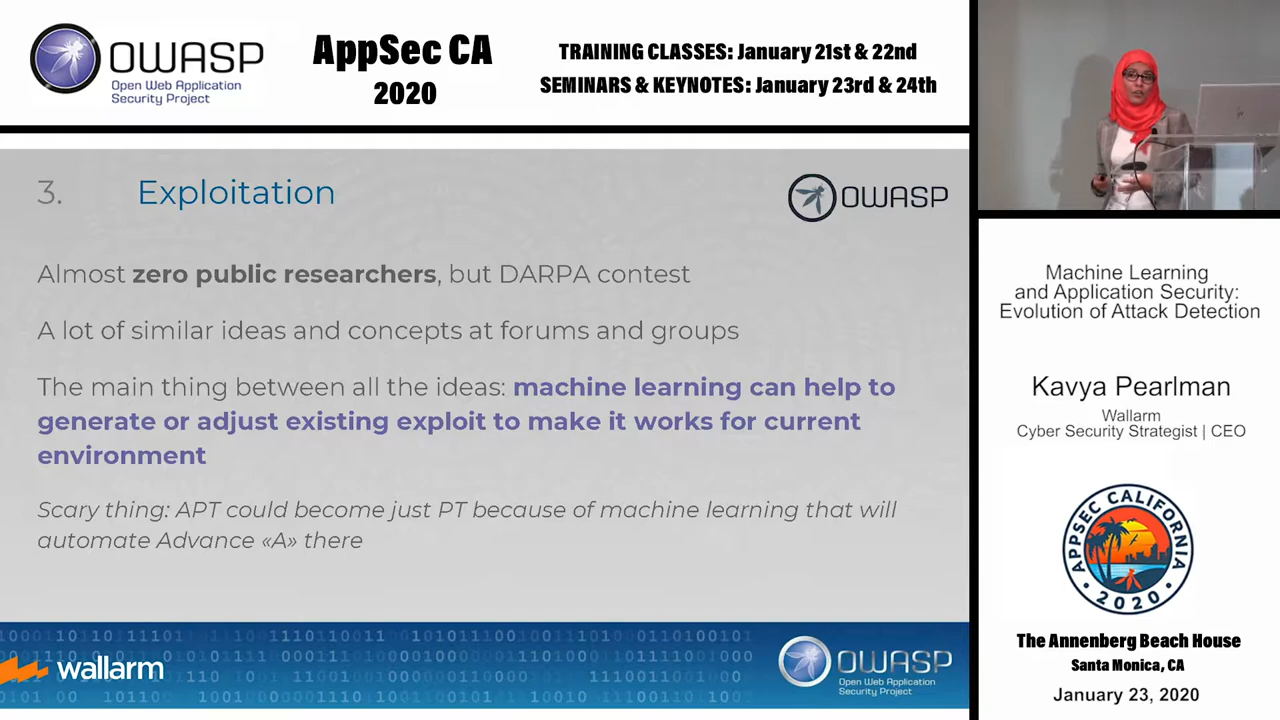 OWASP
Open Web Application
Security Project
AppSec CA
2020
TRAINING CLASSES: January 21st & 22nd
SEMINARS & KEYNOTES: January 23rd & 24th
3. Exploitation
OWASP
Almost zero public researchers, but DARPA contest
A lot of similar ideas and concepts at forums and groups
The main thing between all the ideas: machine learning can help to
generate or adjust existing exploit to make it works for current
environment
Scary thing: APT could become just PT because of machine learning that will
automate Advance «A» there
wallarm
OWASP
Open Web Application
Security Project
Machine Learning
and Application Security:
Evolution of Attack Detection
Kavya Pearlman
Wallarm
Cyber Security Strategist | CEO
APPSEC CALIFORNIA
2020
The Annenberg Beach House
Santa Monica, CA
January 23, 2020